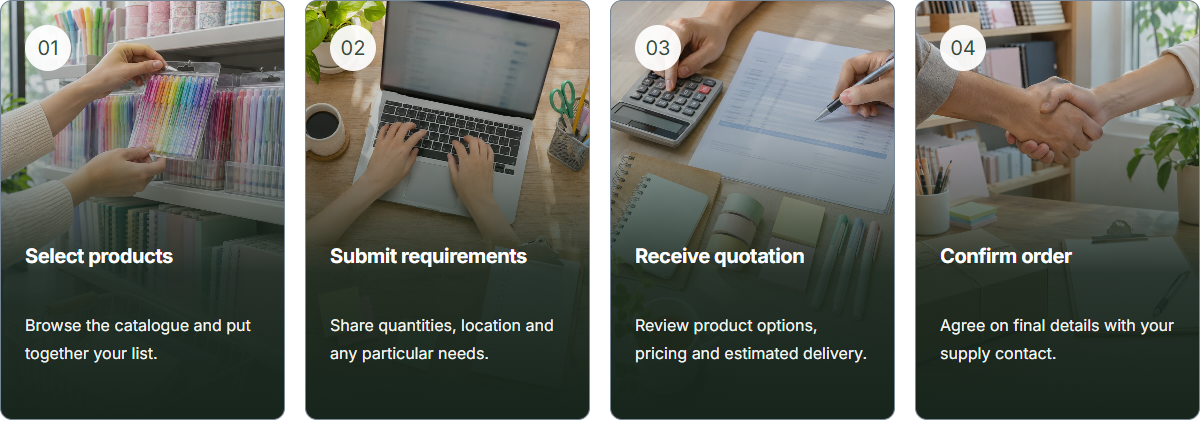 01
Select products
Browse the catalogue and put
together your list.
02
Submit requirements
Share quantities, location and
any particular needs.
03
Receive quotation
Review product options,
pricing and estimated delivery.
04
Confirm order
Agree on final details with your
supply contact.